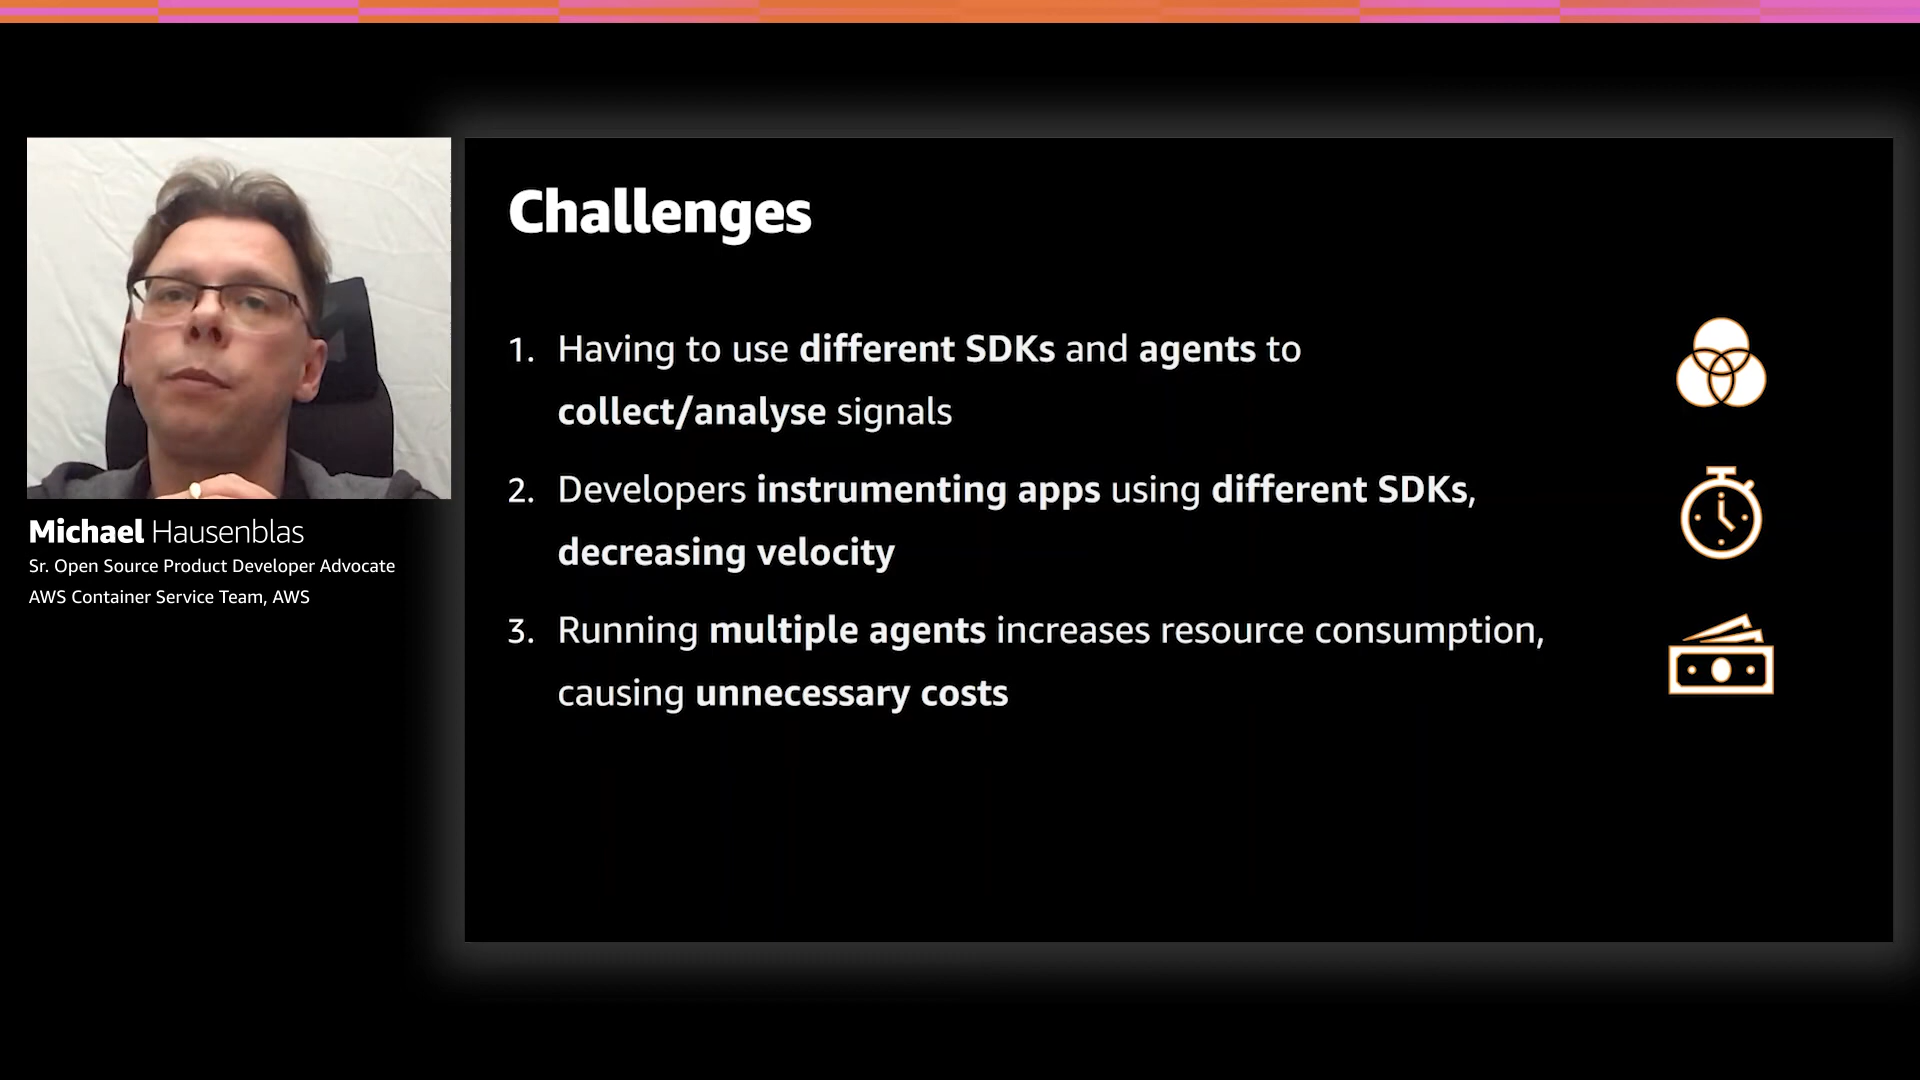 Challenges
1. Having to use different SDKs and agents to
collect/analyse signals
2. Developers instrumenting apps using different SDKs,
decreasing velocity
3. Running multiple agents increases resource consumption,
causing unnecessary costs
Michael Hausenblas
Sr. Open Source Product Developer Advocate
AWS Container Service Team, AWS